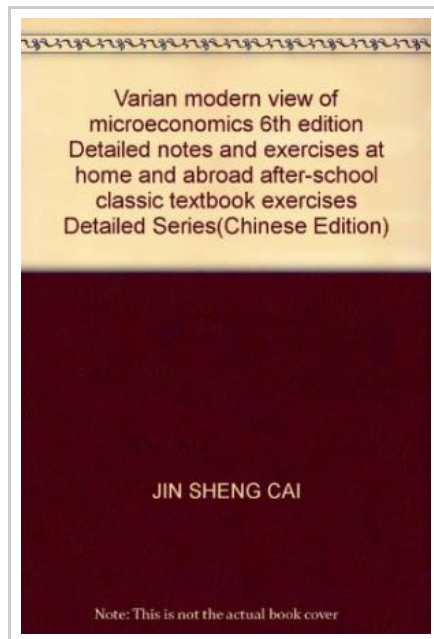 Varian modern view of
microeconomics 6th edition
Detailed notes and exercises at
home and abroad after-school
classic textbook exercises
Detailed Series(Chinese Edition)
JIN SHENG CAI
Note: This is not the actual book cover